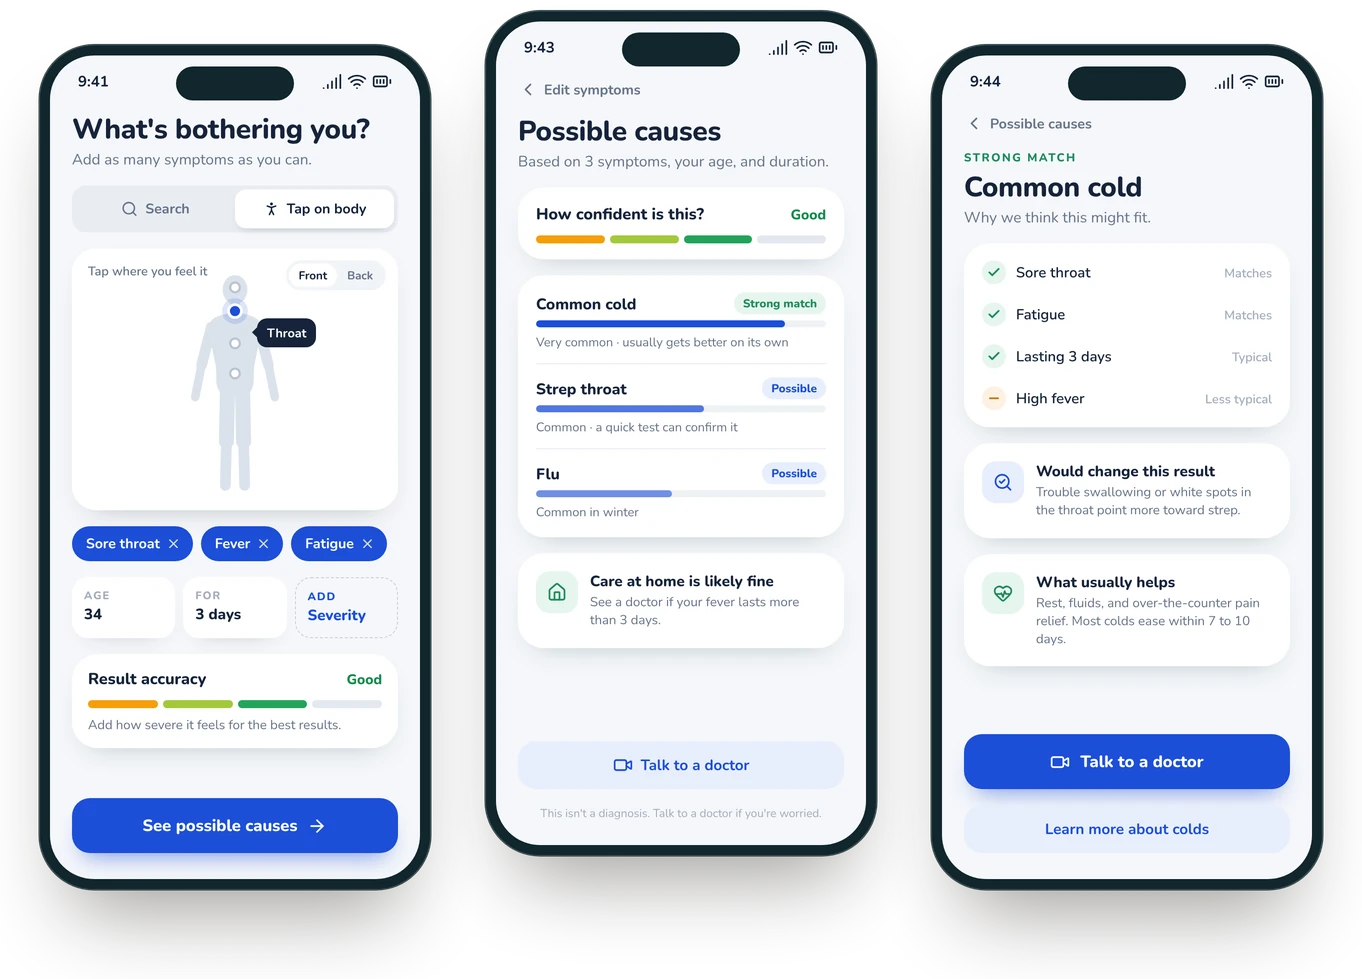 9:41
What's bothering you?
Add as many symptoms as you can.
Search
Tap on body
Tap where you feel it
Front
Back
Throat
Sore throat
Fever
Fatigue
AGE
34
FOR
3 days
ADD
Severity
Result accuracy
Good
Add how severe it feels for the best results.
See possible causes
9:43
Edit symptoms
Possible causes
Based on 3 symptoms, your age, and duration.
How confident is this?
Good
Common cold
Strong match
Very common · usually gets better on its own
Strep throat
Possible
Common · a quick test can confirm it
Flu
Possible
Common in winter
Care at home is likely fine
See a doctor if your fever lasts more
than 3 days.
Talk to a doctor
This isn't a diagnosis. Talk to a doctor if you're worried.
9:44
Possible causes
STRONG MATCH
Common cold
Why we think this might fit.
Sore throat
Matches
Fatigue
Matches
Lasting 3 days
Typical
High fever
Less typical
Would change this result
Trouble swallowing or white spots in
the throat point more toward strep.
What usually helps
Rest, fluids, and over-the-counter pain
relief. Most colds ease within 7 to 10
days.
Talk to a doctor
Learn more about colds